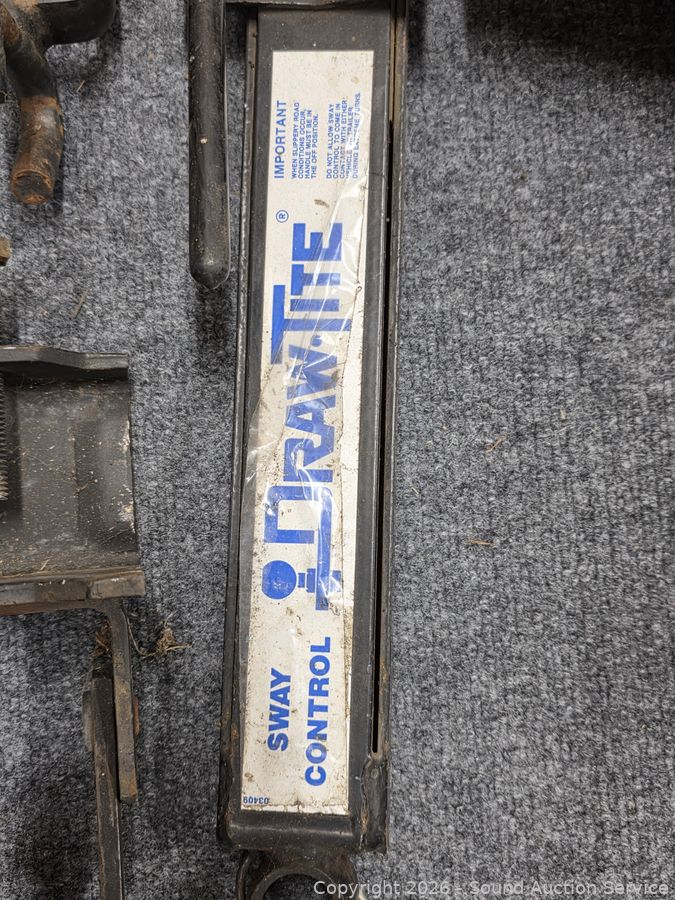 SWAY
CONTROL
DRAW-TITE®
IMPORTANT
WHEN SLIPPERY ROAD
CONDITIONS OCCUR,
HANDLE MUST BE IN
THE OFF POSITION.
DO NOT ALLOW SWAY
CONTROL TO COME IN
CONTACT WITH EITHER
VEHICLE OR TRAILER
DURING EXTREME TURNS.
03409
Copyright 2026 - Sound Auction Service